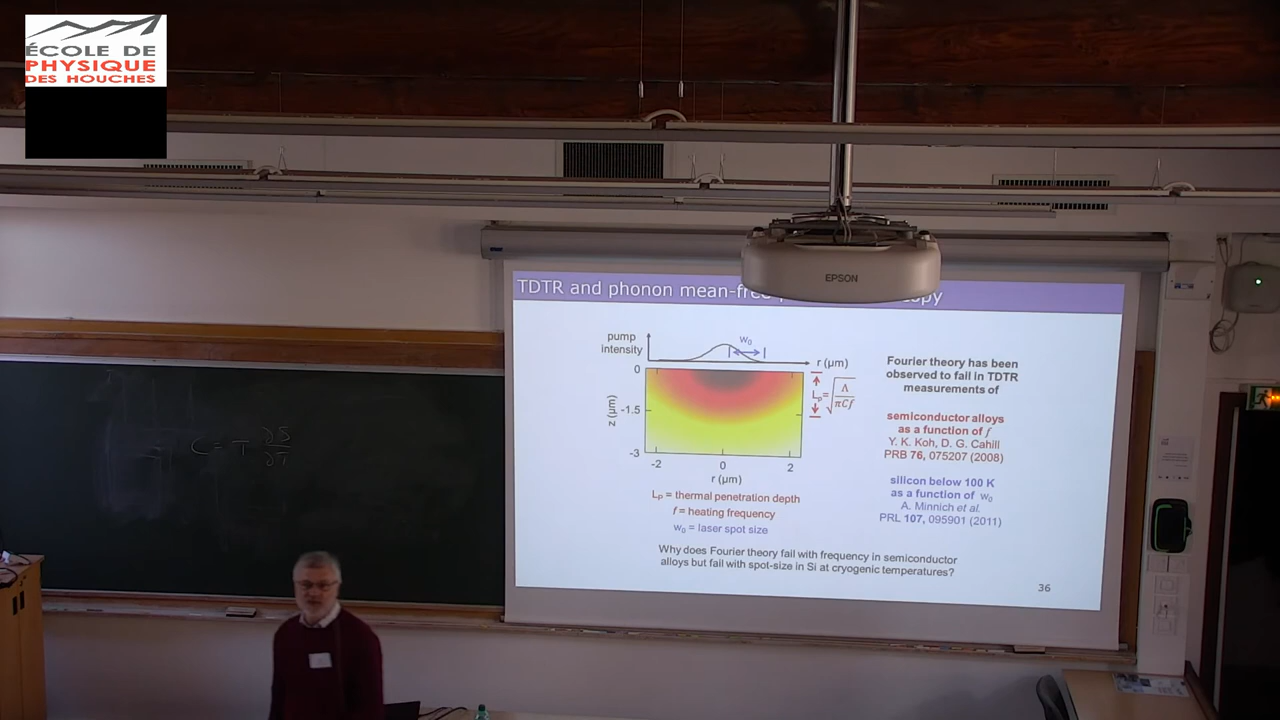 ÉCOLE DE
PHYSIQUE
DES HOUCHES
EPSON
TDTR and phonon mean-free
pump
intensity
w₀
r (µm)
0
-1.5
-3
z (µm)
Lₚ=√Λ/πCf
-2 0 2
r (µm)
Lₚ = thermal penetration depth
f = heating frequency
w₀ = laser spot size
Fourier theory has been
observed to fail in TDTR
measurements of
semiconductor alloys
as a function of f
Y. K. Koh, D. G. Cahill
PRB 76, 075207 (2008)
silicon below 100 K
as a function of w₀
A. Minnich et al.
PRL 107, 095901 (2011)
Why does Fourier theory fail with frequency in semiconductor
alloys but fail with spot-size in Si at cryogenic temperatures?
36
C = T ∂S/∂T